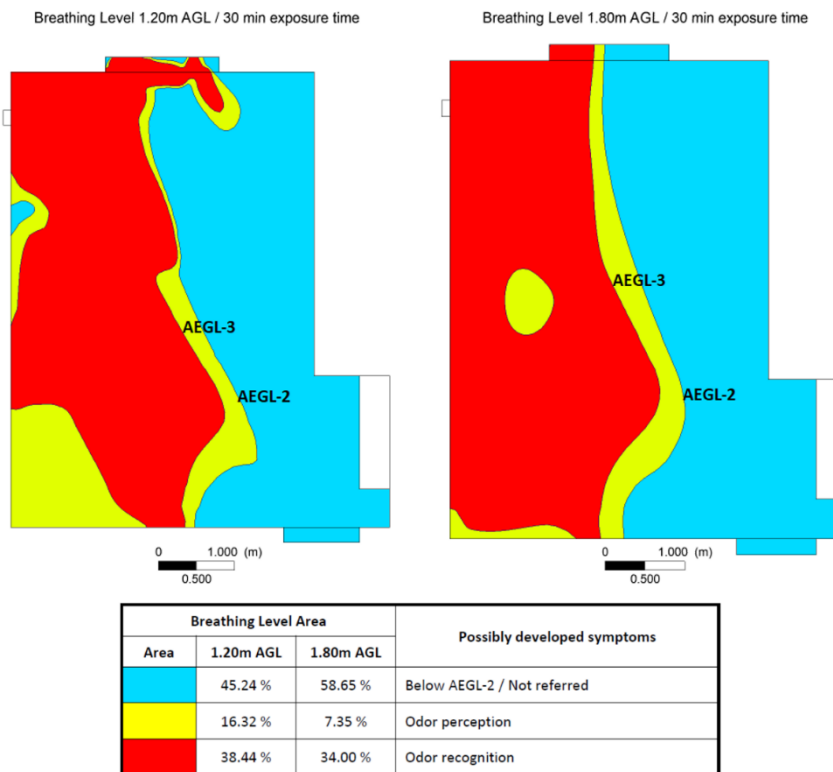 Breathing Level 1.20m AGL / 30 min exposure time
Breathing Level 1.80m AGL / 30 min exposure time
AEGL-3
AEGL-2
AEGL-3
AEGL-2
0 1.000 (m)
0.500
0 1.000 (m)
0.500
Breathing Level Area
Possibly developed symptoms
Area 1.20m AGL 1.80m AGL
45.24 % 58.65 % Below AEGL-2 / Not referred
16.32 % 7.35 % Odor perception
38.44 % 34.00 % Odor recognition